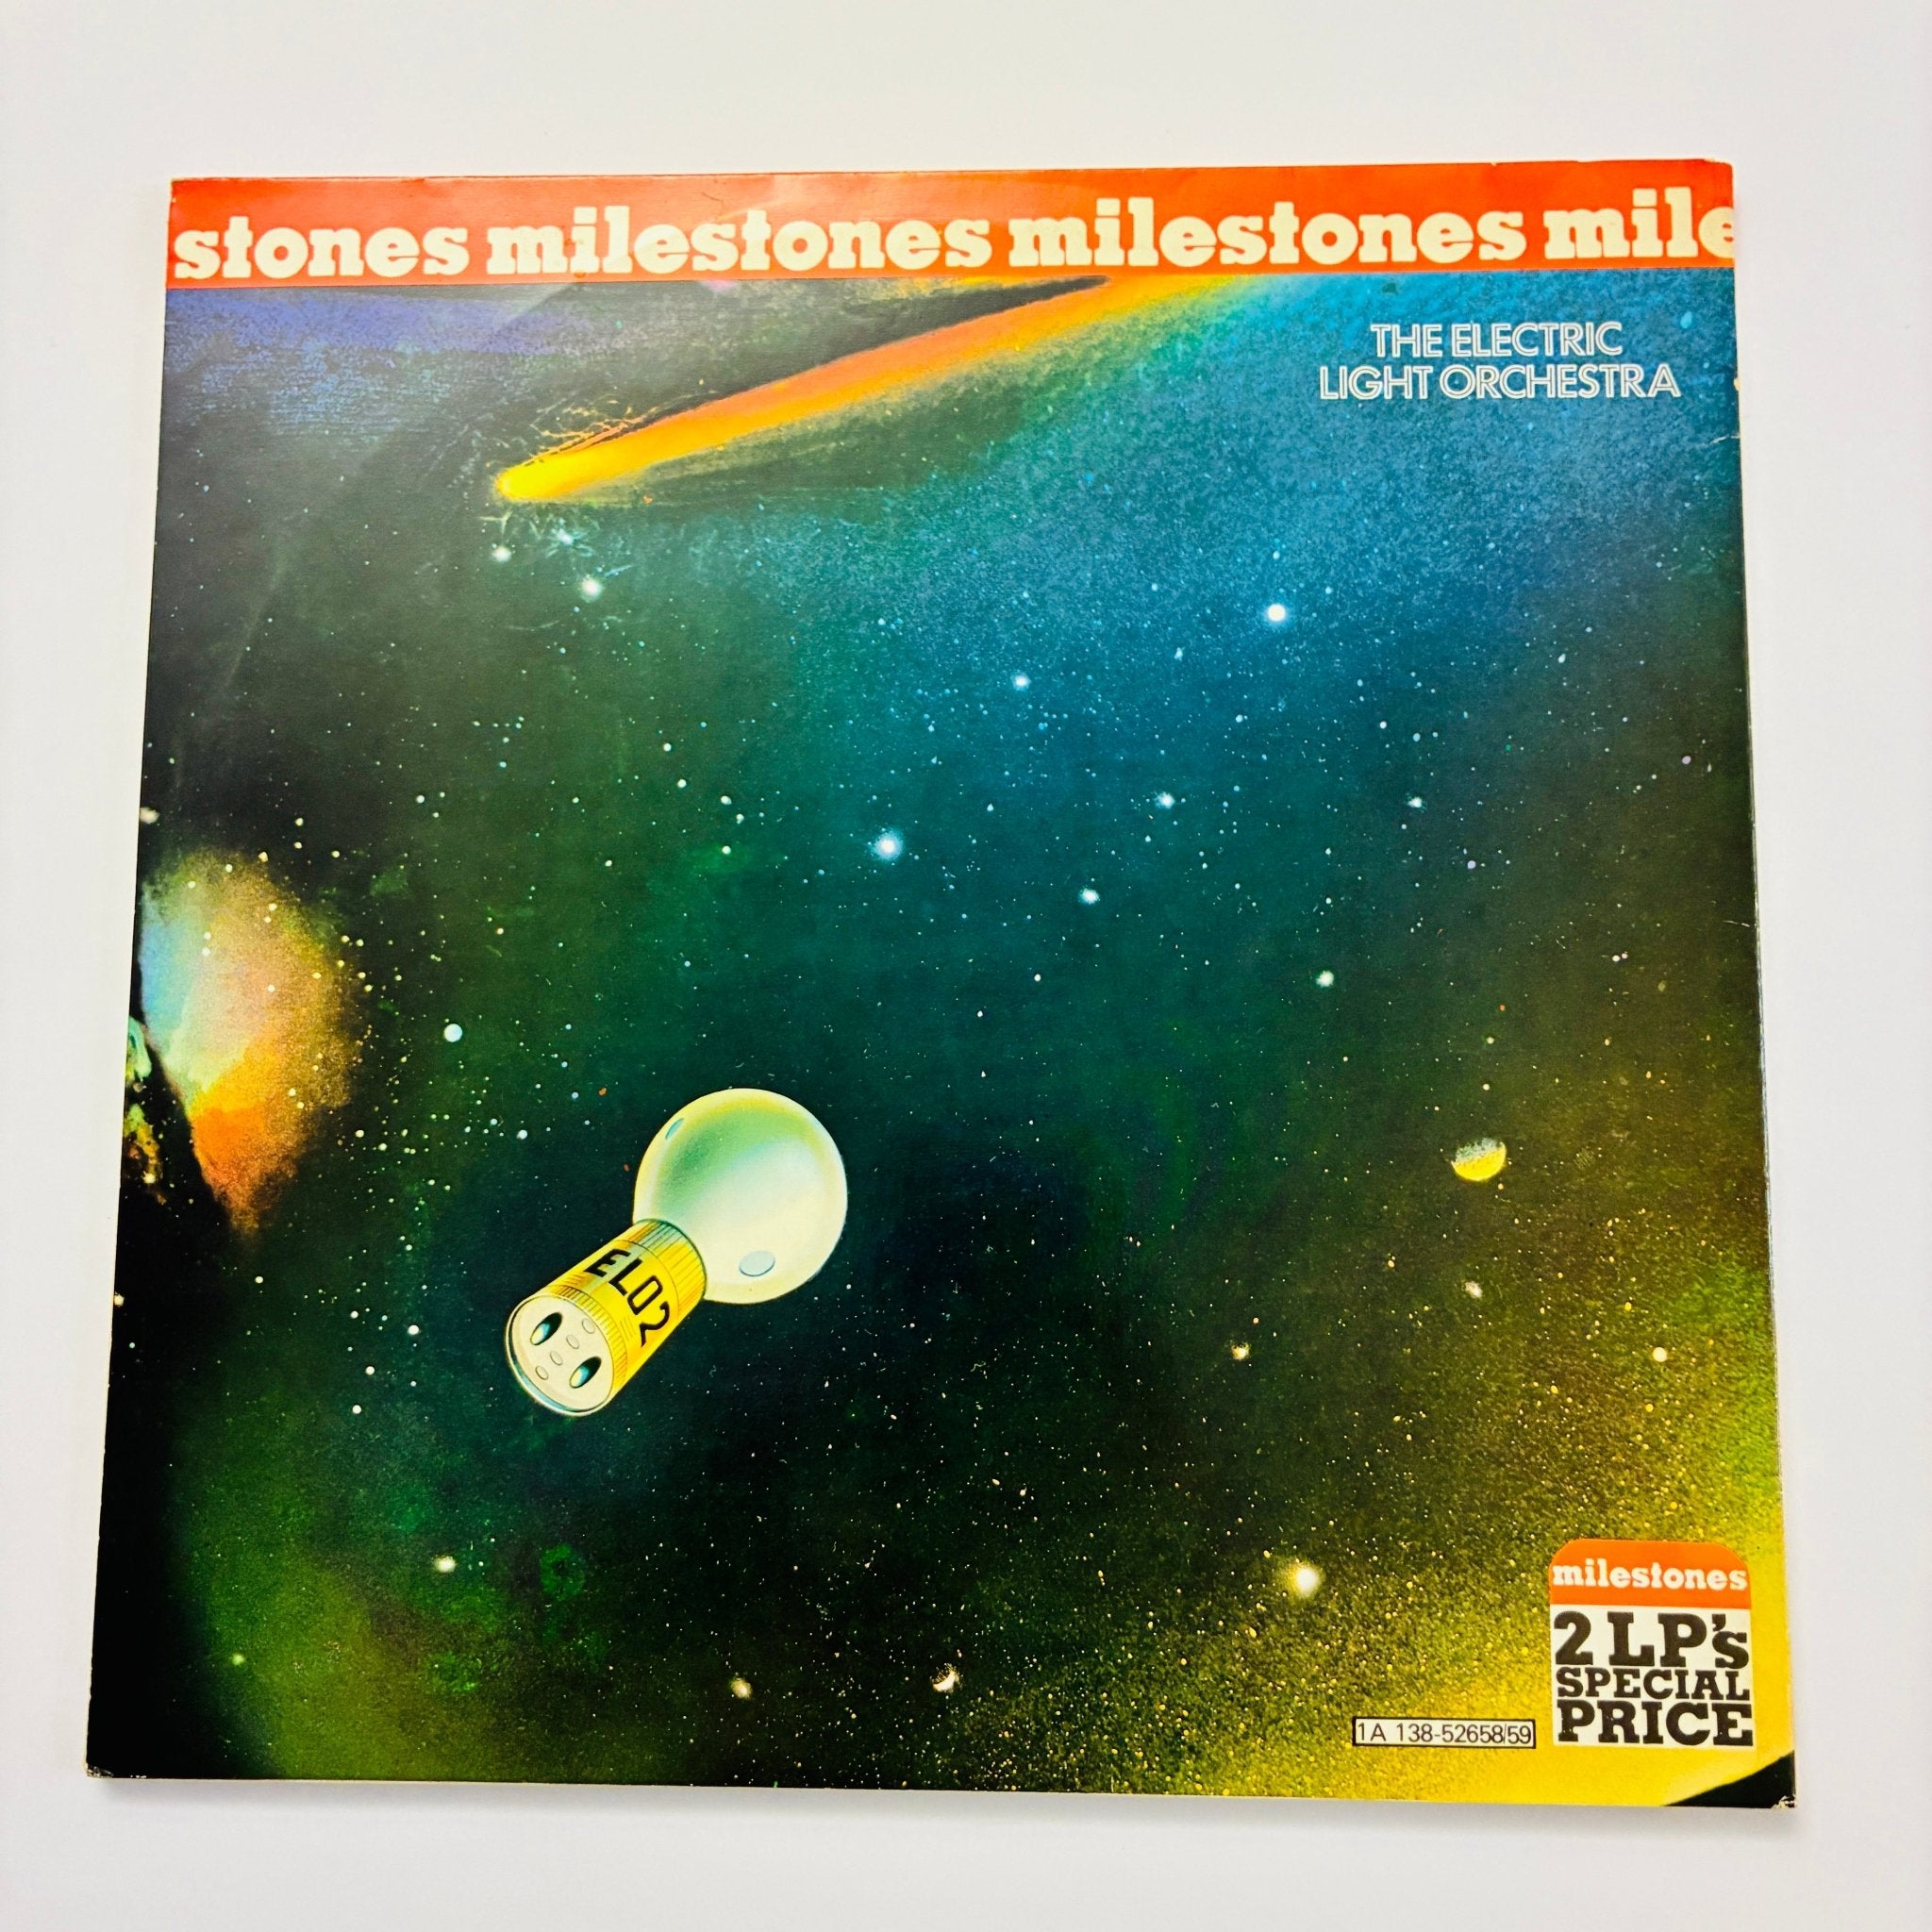 stones milestones milestones mile
THE ELECTRIC
LIGHT ORCHESTRA
ELO2
milestones
2 LP's
SPECIAL
PRICE
1A 138-52658/59